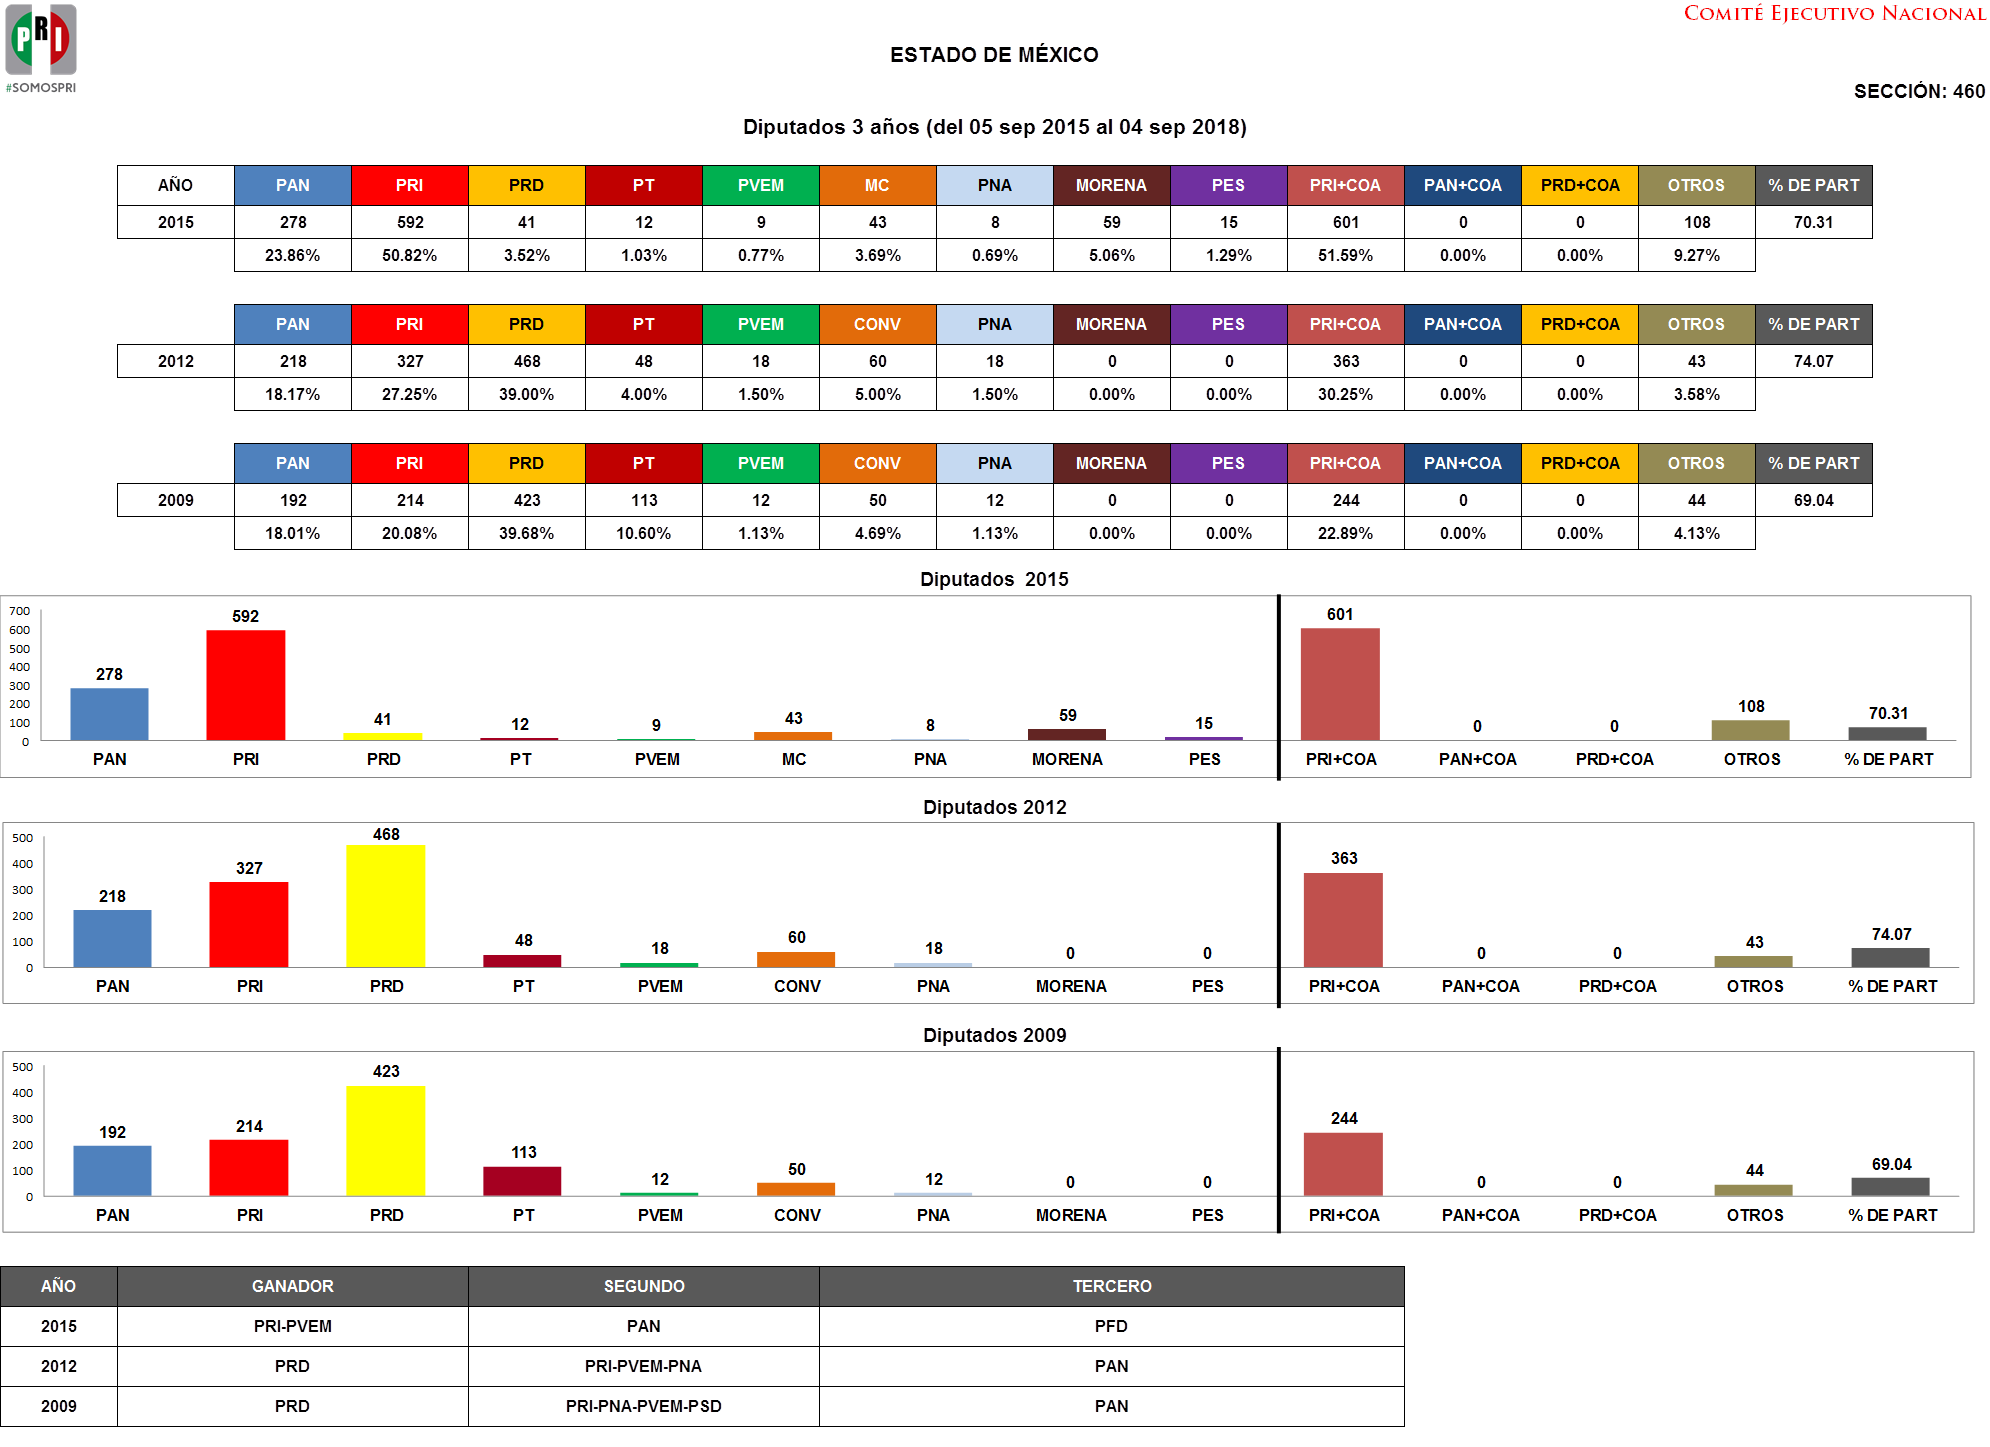 PRI
#SOMOSPRI
COMITÉ EJECUTIVO NACIONAL
ESTADO DE MÉXICO
SECCIÓN: 460
Diputados 3 años (del 05 sep 2015 al 04 sep 2018)
AÑO PAN PRI PRD PT PVEM MC PNA MORENA PES PRI+COA PAN+COA PRD+COA OTROS % DE PART
2015 278 592 41 12 9 43 8 59 15 601 0 0 108 70.31
23.86% 50.82% 3.52% 1.03% 0.77% 3.69% 0.69% 5.06% 1.29% 51.59% 0.00% 0.00% 9.27%
PAN PRI PRD PT PVEM CONV PNA MORENA PES PRI+COA PAN+COA PRD+COA OTROS % DE PART
2012 218 327 468 48 18 60 18 0 0 363 0 0 43 74.07
18.17% 27.25% 39.00% 4.00% 1.50% 5.00% 1.50% 0.00% 0.00% 30.25% 0.00% 0.00% 3.58%
PAN PRI PRD PT PVEM CONV PNA MORENA PES PRI+COA PAN+COA PRD+COA OTROS % DE PART
2009 192 214 423 113 12 50 12 0 0 244 0 0 44 69.04
18.01% 20.08% 39.68% 10.60% 1.13% 4.69% 1.13% 0.00% 0.00% 22.89% 0.00% 0.00% 4.13%
Diputados 2015
700
600
500
400
300
200
100
0
278 592 41 12 9 43 8 59 15 601 0 0 108 70.31
PAN PRI PRD PT PVEM MC PNA MORENA PES PRI+COA PAN+COA PRD+COA OTROS % DE PART
Diputados 2012
500
400
300
200
100
0
218 327 468 48 18 60 18 0 0 363 0 0 43 74.07
PAN PRI PRD PT PVEM CONV PNA MORENA PES PRI+COA PAN+COA PRD+COA OTROS % DE PART
Diputados 2009
500
400
300
200
100
0
192 214 423 113 12 50 12 0 0 244 0 0 44 69.04
PAN PRI PRD PT PVEM CONV PNA MORENA PES PRI+COA PAN+COA PRD+COA OTROS % DE PART
AÑO GANADOR SEGUNDO TERCERO
2015 PRI-PVEM PAN PFD
2012 PRD PRI-PVEM-PNA PAN
2009 PRD PRI-PNA-PVEM-PSD PAN